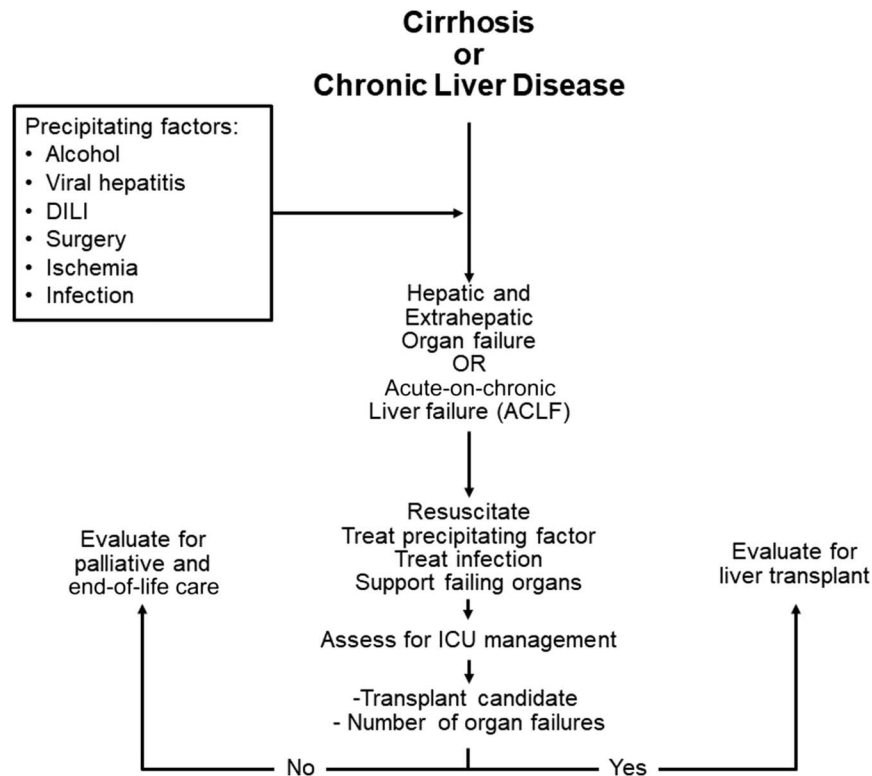 Cirrhosis
or
Chronic Liver Disease
Precipitating factors:
• Alcohol
• Viral hepatitis
• DILI
• Surgery
• Ischemia
• Infection
Hepatic and
Extrahepatic
Organ failure
OR
Acute-on-chronic
Liver failure (ACLF)
Resuscitate
Treat precipitating factor
Treat infection
Support failing organs
Evaluate for
palliative and
end-of-life care
Evaluate for
liver transplant
Assess for ICU management
-Transplant candidate
- Number of organ failures
No
Yes